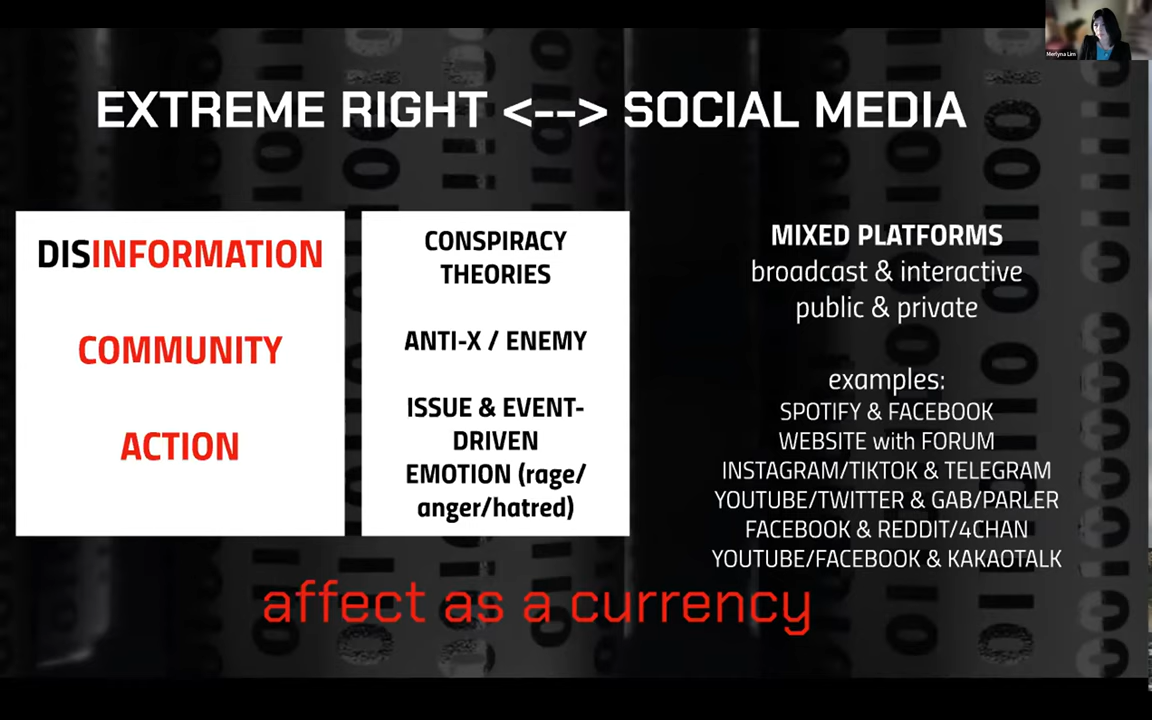 Merlyna Lim
EXTREME RIGHT <--> SOCIAL MEDIA
DISINFORMATION
COMMUNITY
ACTION
CONSPIRACY
THEORIES
ANTI-X / ENEMY
ISSUE & EVENT-
DRIVEN
EMOTION (rage/
anger/hatred)
MIXED PLATFORMS
broadcast & interactive
public & private
examples:
SPOTIFY & FACEBOOK
WEBSITE with FORUM
INSTAGRAM/TIKTOK & TELEGRAM
YOUTUBE/TWITTER & GAB/PARLER
FACEBOOK & REDDIT/4CHAN
YOUTUBE/FACEBOOK & KAKAOTALK
affect as a currency